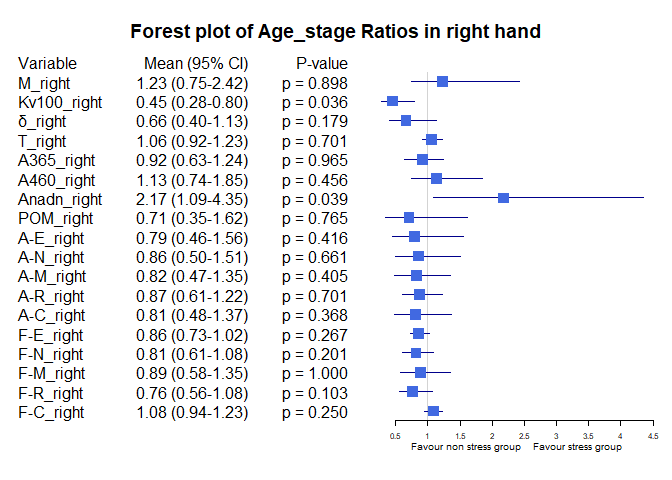 Forest plot of Age_stage Ratios in right hand
Variable Mean (95% CI) P-value
M_right 1.23 (0.75-2.42) p = 0.898
Kv100_right 0.45 (0.28-0.80) p = 0.036
δ_right 0.66 (0.40-1.13) p = 0.179
T_right 1.06 (0.92-1.23) p = 0.701
A365_right 0.92 (0.63-1.24) p = 0.965
A460_right 1.13 (0.74-1.85) p = 0.456
Anadn_right 2.17 (1.09-4.35) p = 0.039
POM_right 0.71 (0.35-1.62) p = 0.765
A-E_right 0.79 (0.46-1.56) p = 0.416
A-N_right 0.86 (0.50-1.51) p = 0.661
A-M_right 0.82 (0.47-1.35) p = 0.405
A-R_right 0.87 (0.61-1.22) p = 0.701
A-C_right 0.81 (0.48-1.37) p = 0.368
F-E_right 0.86 (0.73-1.02) p = 0.267
F-N_right 0.81 (0.61-1.08) p = 0.201
F-M_right 0.89 (0.58-1.35) p = 1.000
F-R_right 0.76 (0.56-1.08) p = 0.103
F-C_right 1.08 (0.94-1.23) p = 0.250
0.5 1 1.5 2 2.5 3 3.5 4 4.5
Favour non stress group Favour stress group